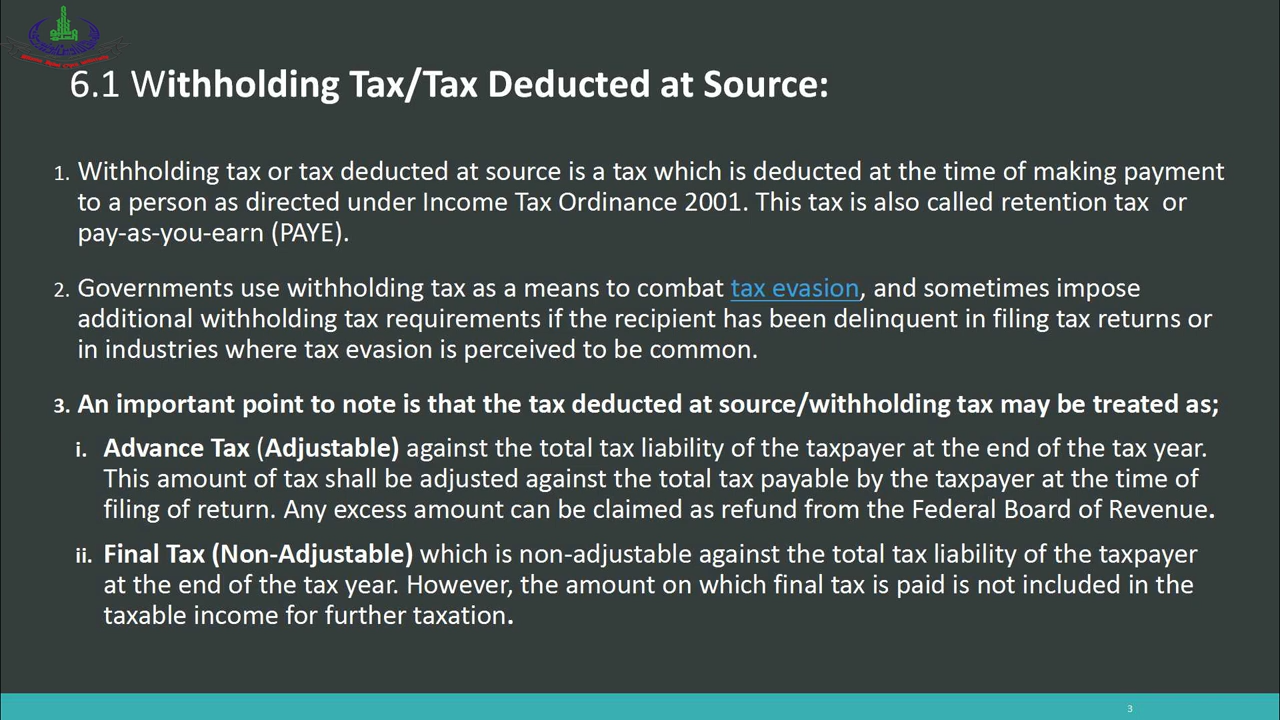 6.1 Withholding Tax/Tax Deducted at Source:
1. Withholding tax or tax deducted at source is a tax which is deducted at the time of making payment
to a person as directed under Income Tax Ordinance 2001. This tax is also called retention tax or
pay-as-you-earn (PAYE).
2. Governments use withholding tax as a means to combat tax evasion, and sometimes impose
additional withholding tax requirements if the recipient has been delinquent in filing tax returns or
in industries where tax evasion is perceived to be common.
3. An important point to note is that the tax deducted at source/withholding tax may be treated as;
i. Advance Tax (Adjustable) against the total tax liability of the taxpayer at the end of the tax year.
This amount of tax shall be adjusted against the total tax payable by the taxpayer at the time of
filing of return. Any excess amount can be claimed as refund from the Federal Board of Revenue.
ii. Final Tax (Non-Adjustable) which is non-adjustable against the total tax liability of the taxpayer
at the end of the tax year. However, the amount on which final tax is paid is not included in the
taxable income for further taxation.
3